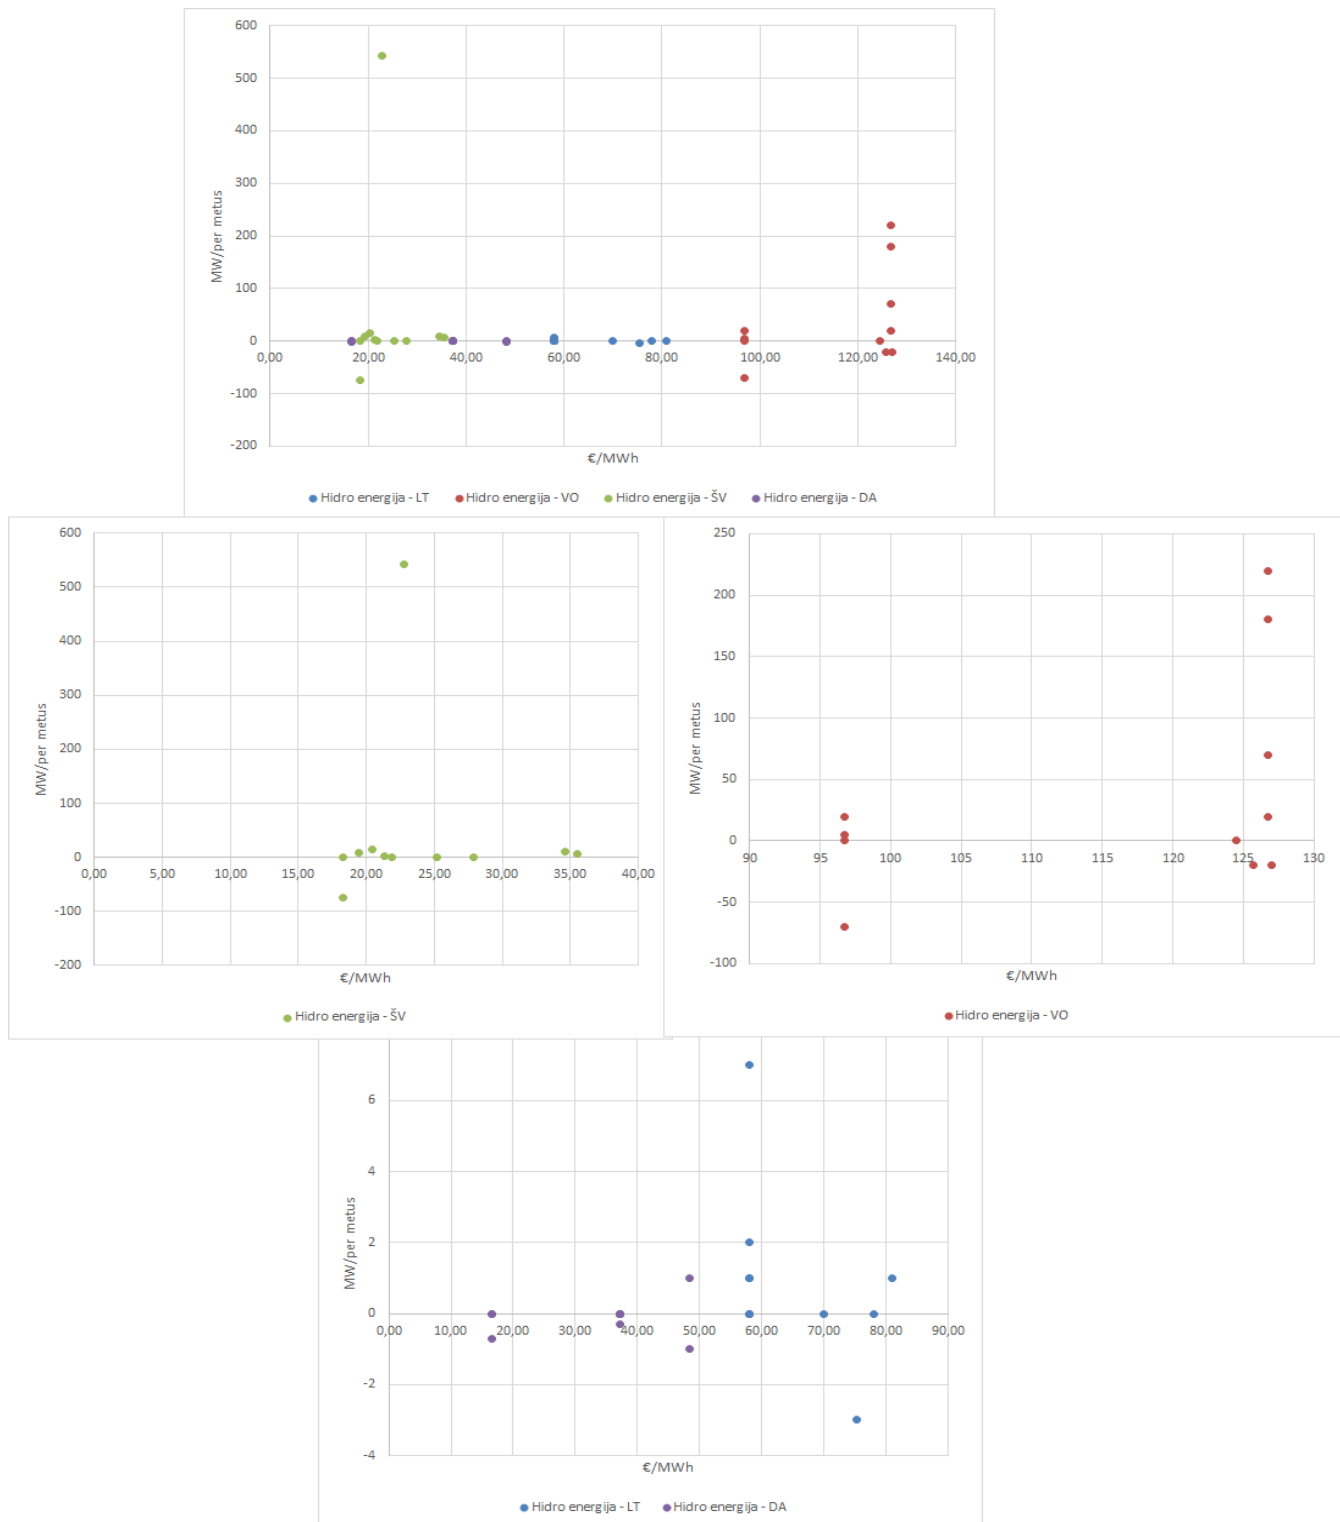 600
500
400
300
200
100
0
-100
-200
0,00 20,00 40,00 60,00 80,00 100,00 120,00 140,00
MW/per metus
€/MWh
Hidro energija - LT Hidro energija - VO Hidro energija - ŠV Hidro energija - DA
600
500
400
300
200
100
0
-100
-200
0,00 5,00 10,00 15,00 20,00 25,00 30,00 35,00 40,00
MW/per metus
€/MWh
Hidro energija - ŠV
250
200
150
100
50
0
-50
-100
90 95 100 105 110 115 120 125 130
MW/per metus
€/MWh
Hidro energija - VO
6
4
2
0
-2
-4
0,00 10,00 20,00 30,00 40,00 50,00 60,00 70,00 80,00 90,00
MW/per metus
€/MWh
Hidro energija - LT Hidro energija - DA